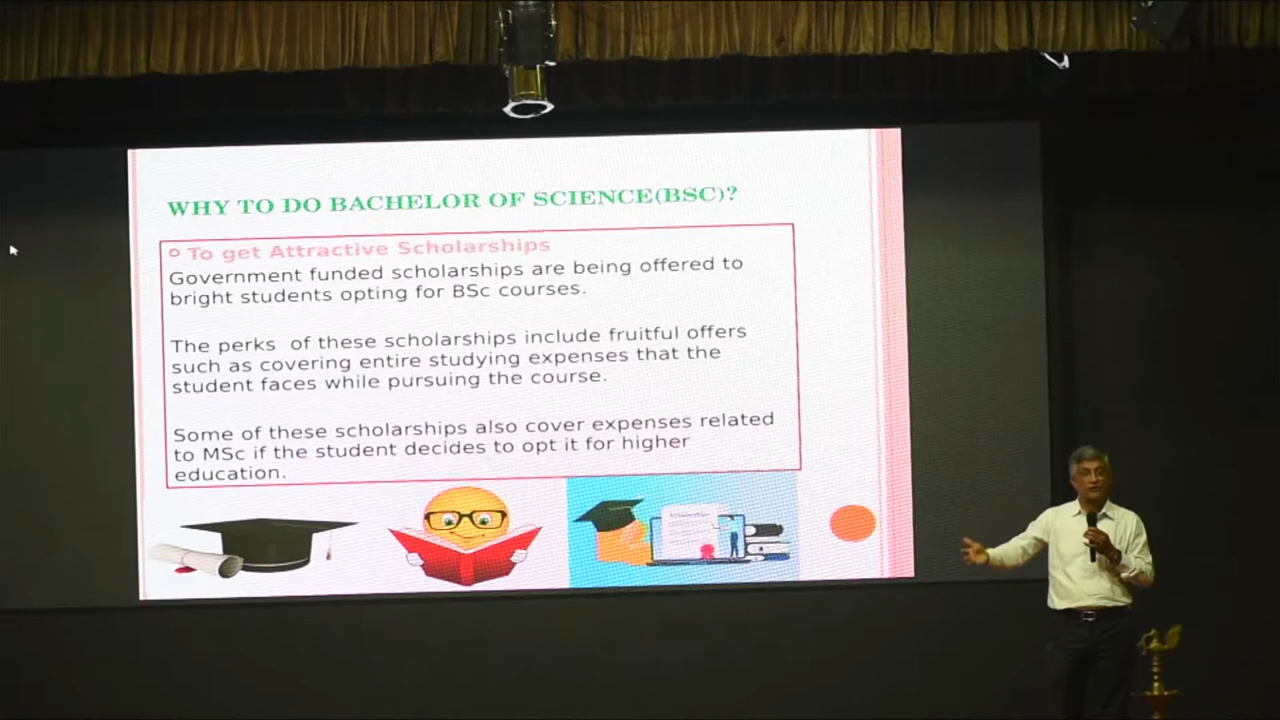 WHY TO DO BACHELOR OF SCIENCE(BSC)?
To get Attractive Scholarships
Government funded scholarships are being offered to
bright students opting for BSc courses.
The perks of these scholarships include fruitful offers
such as covering entire studying expenses that the
student faces while pursuing the course.
Some of these scholarships also cover expenses related
to MSc if the student decides to opt it for higher
education.